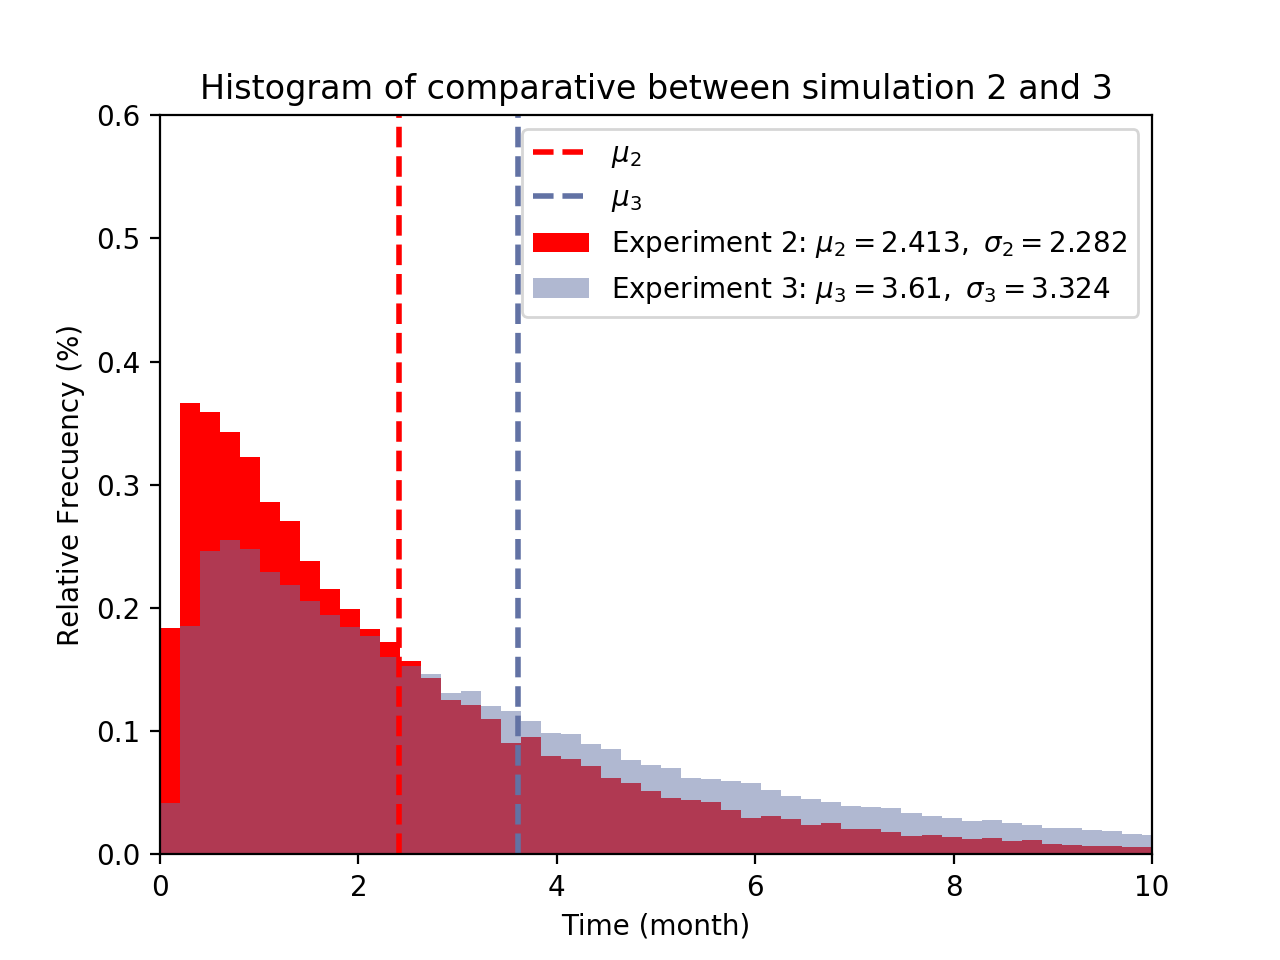 Histogram of comparative between simulation 2 and 3
0.6
0.5
0.4
0.3
0.2
0.1
0.0
Relative Frecuency (%)
μ₂
μ₃
Experiment 2: μ₂ = 2.413, σ₂ = 2.282
Experiment 3: μ₃ = 3.61, σ₃ = 3.324
0 2 4 6 8 10
Time (month)